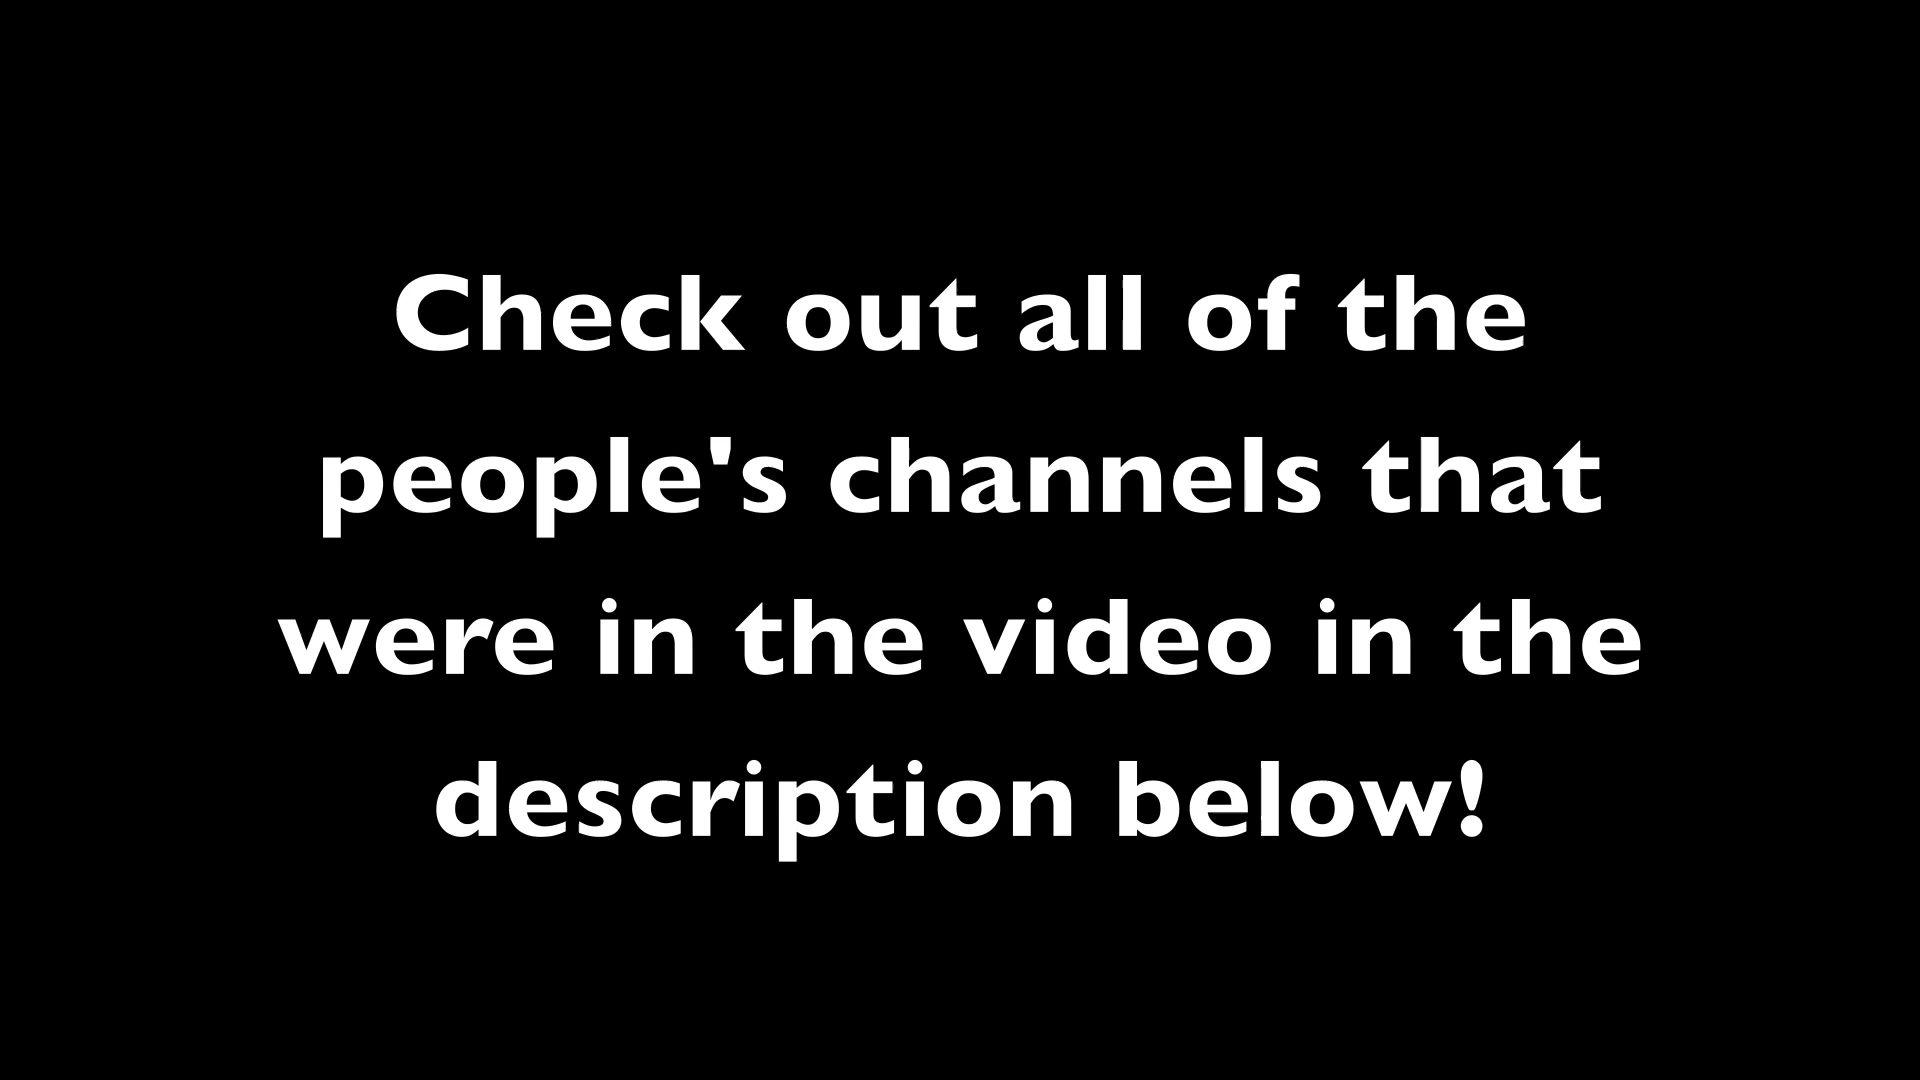 Check out all of the
people's channels that
were in the video in the
description below!